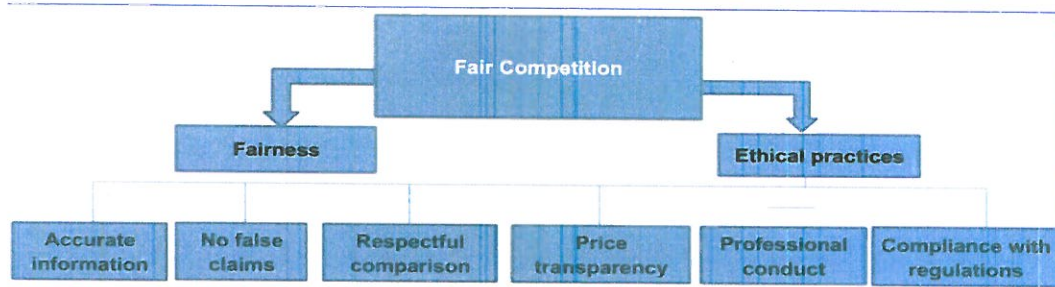 Fair Competition
Fairness
Ethical practices
Accurate
information
No false
claims
Respectful
comparison
Price
transparency
Professional
conduct
Compliance with
regulations